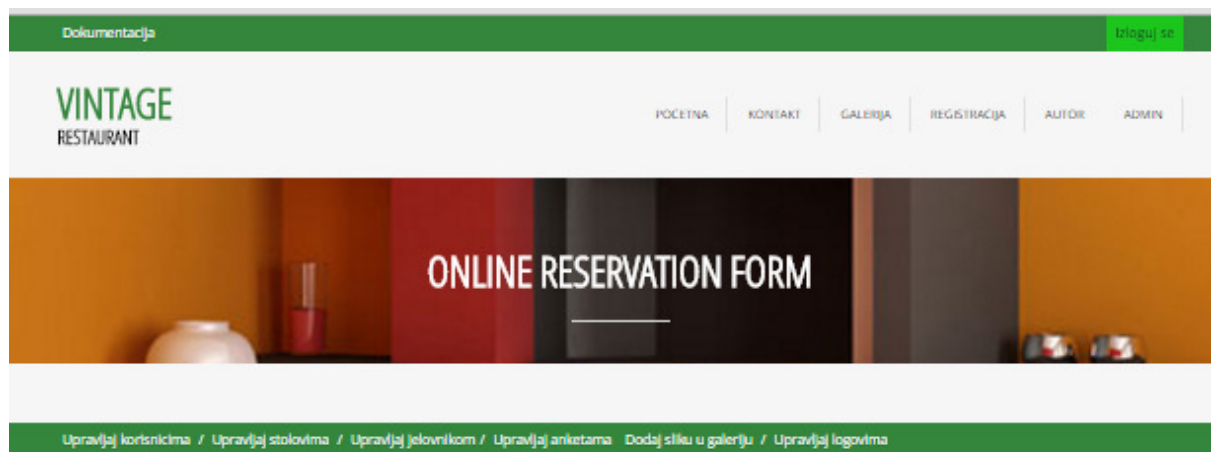 Dokumentacija
Izloguj se
VINTAGE
RESTAURANT
POCETNA KONTAKT GALERIJA REGISTRACIJA AUTOR ADMIN
ONLINE RESERVATION FORM
Upravljaj korisnicima / Upravljaj stolovima / Upravljaj jelovnikom / Upravljaj anketama Dodaj sliku u galeriju / Upravljaj logovima